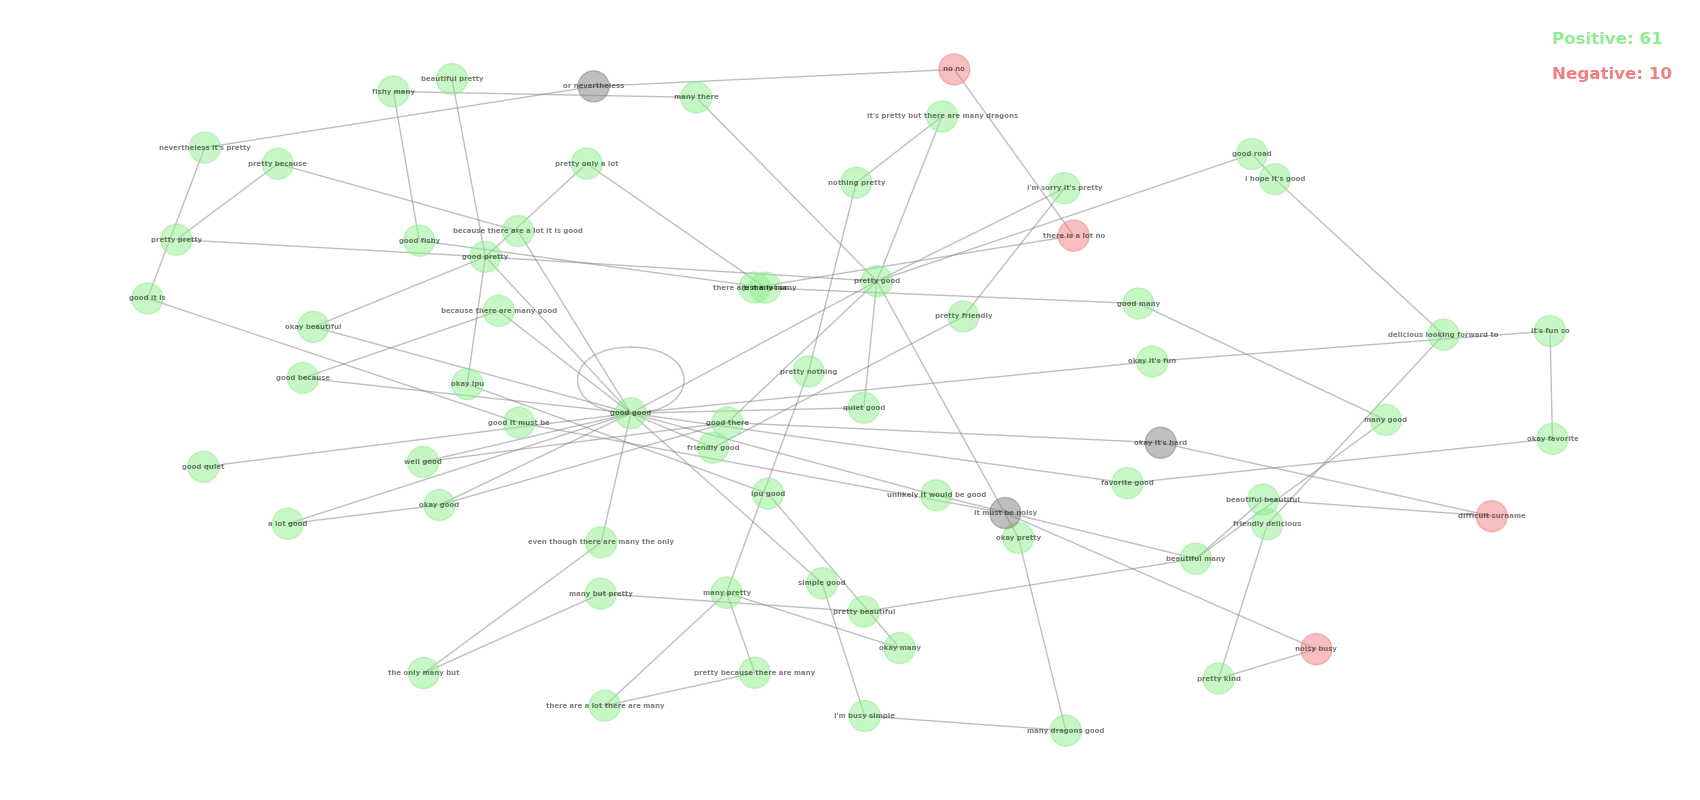 Positive: 61
no no
Negative: 10
beautiful pretty
or nevertheless
fishy many
many there
it's pretty but there are many dragons
nevertheless it's pretty
good road
pretty because
pretty only a lot
I hope it's good
nothing pretty
I'm sorry it's pretty
because there are a lot it is good
there is a lot no
pretty pretty
good fishy
good pretty
pretty good
good it is
good many
because there are many good
pretty friendly
okay beautiful
it's fun so
delicious looking forward to
okay it's fun
pretty nothing
good because
okay ipu
quiet good
good good
many good
good it must be
good there
okay favorite
okay it's hard
friendly good
well good
good quiet
favorite good
ipu good
unlikely it would be good
beautiful beautiful
okay good
it must be noisy
difficult surname
a lot good
friendly delicious
okay pretty
even though there are many the only
beautiful many
simple good
many but pretty
many pretty
pretty beautiful
okay many
noisy busy
the only many but
pretty because there are many
pretty kind
there are a lot there are many
I'm busy simple
many dragons good